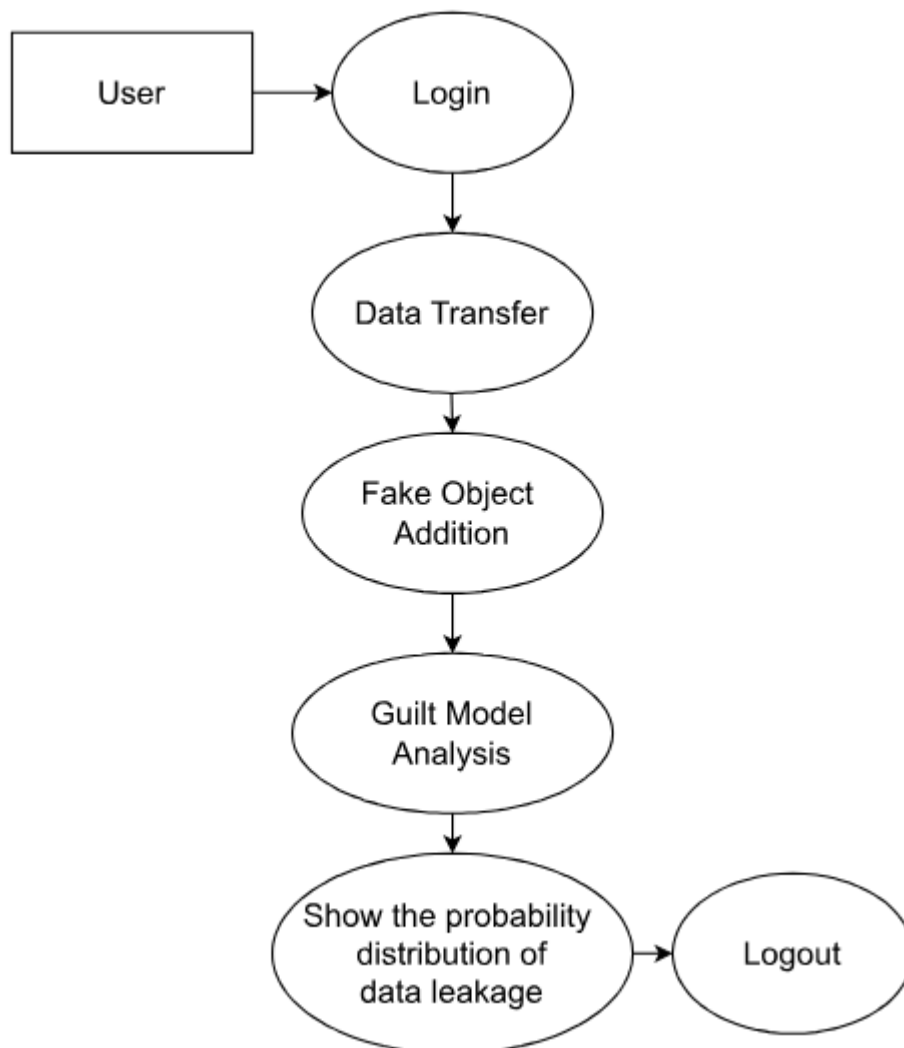 User
Login
Data Transfer
Fake Object
Addition
Guilt Model
Analysis
Show the probability
distribution of
data leakage
Logout